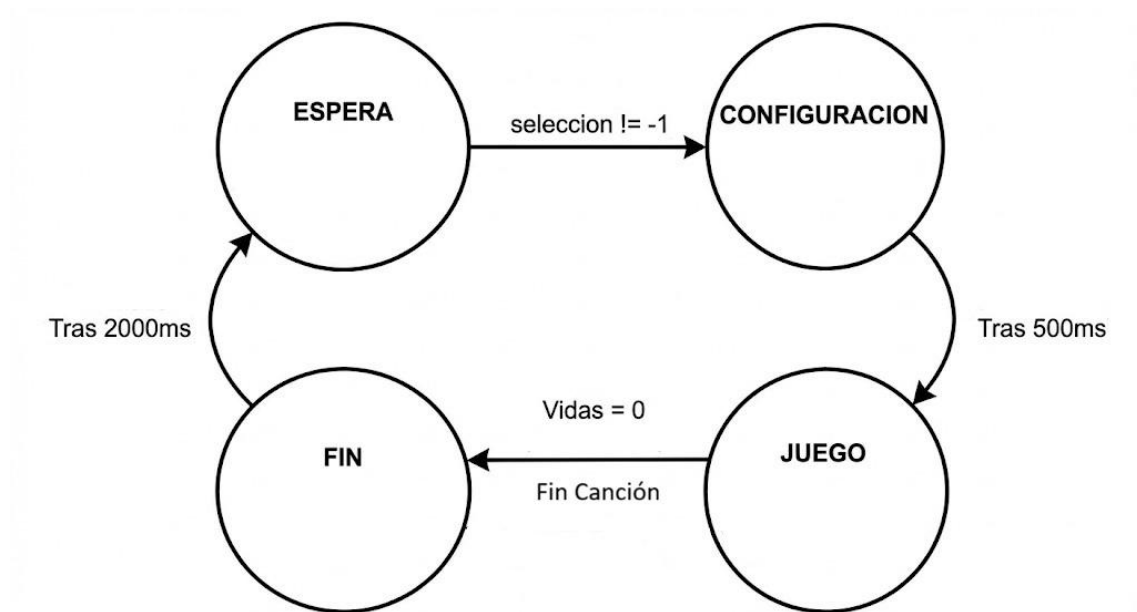 ESPERA
seleccion != -1
CONFIGURACION
Tras 2000ms
Tras 500ms
Vidas = 0
FIN
JUEGO
Fin Canción